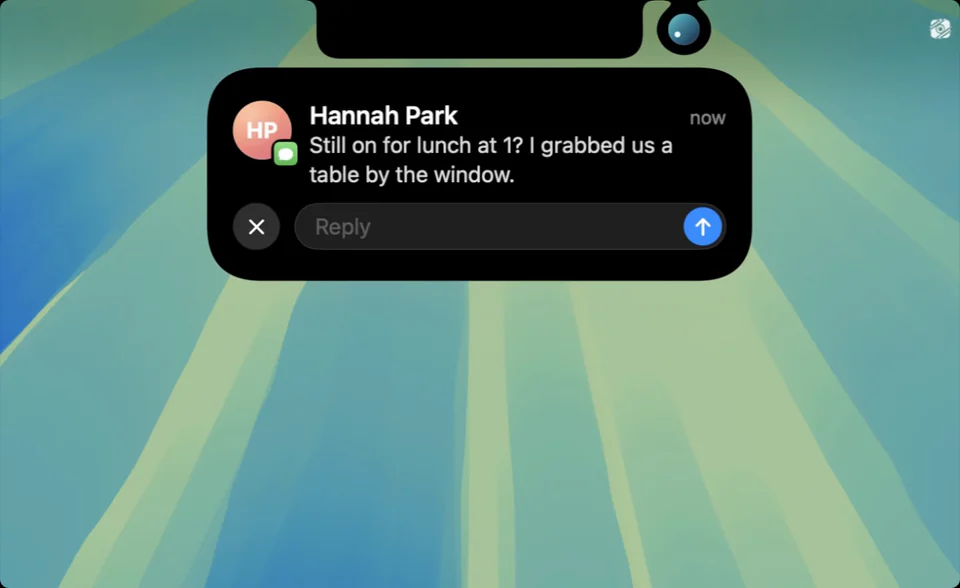 HP
Hannah Park
now
Still on for lunch at 1? I grabbed us a
table by the window.
Reply